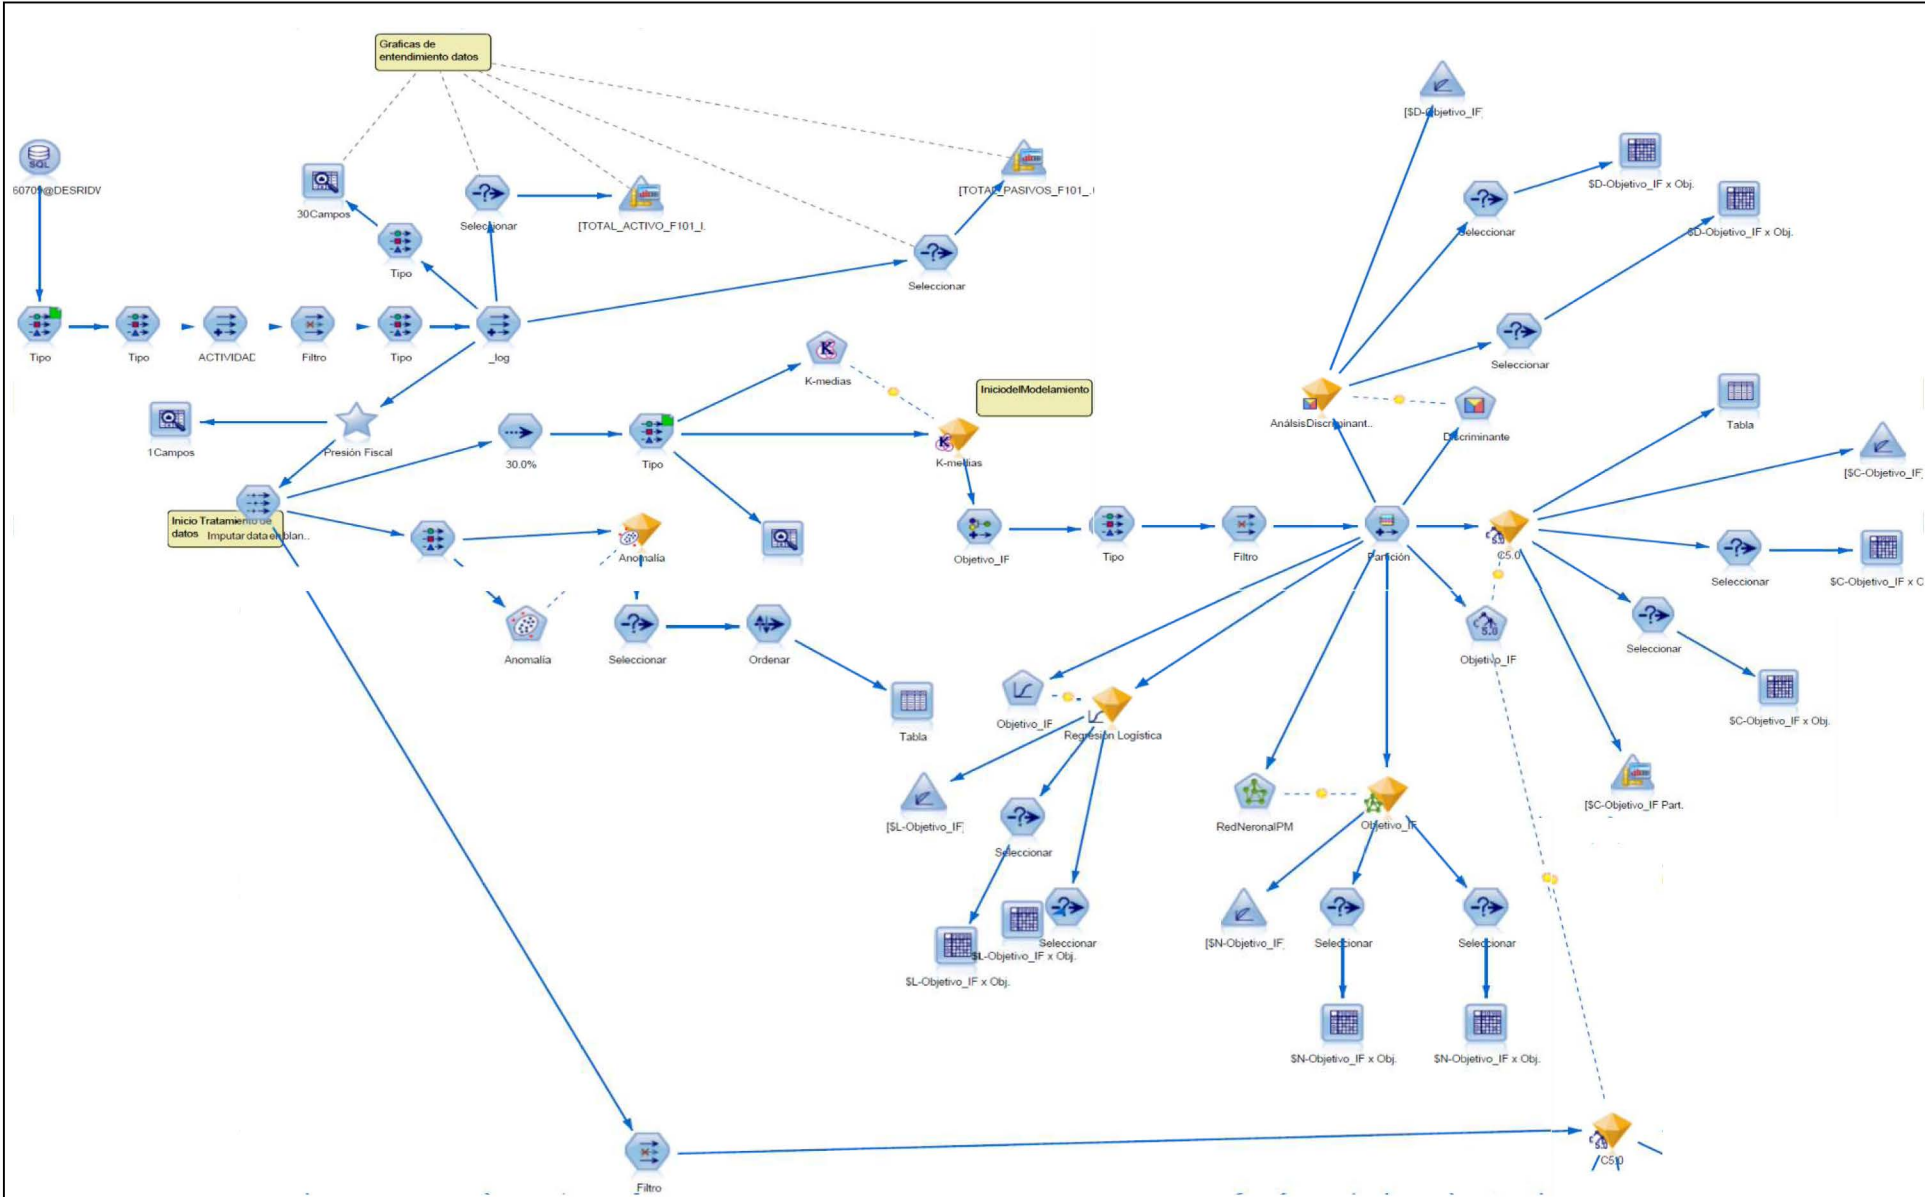 Graficas de
entendimiento datos
[$D-Objetivo_IF]
SQL
6070
@DESRIDV
30Campos
Seleccionar
[TOTAL_ACTIVO_F101_I.
[TOTAL_PASIVOS_F101_.
$D-Objetivo_IF x Obj.
Seleccionar
$D-Objetivo_IF x Obj.
Tipo
Seleccionar
Tipo
Tipo
ACTIVIDAD
Filtro
Tipo
_log
K-medias
Seleccionar
IniciodelModelamiento
1Campos
Presión Fiscal
30.0%
Tipo
K-medias
AnálsisDiscriminant..
Discriminante
Tabla
[$C-Objetivo_IF]
Inicio Tratamiento de
datos
Imputar data en blan..
Anomalía
Objetivo_IF
Tipo
Filtro
Partición
C5.0
Seleccionar
$C-Objetivo_IF x C
Anomalía
Seleccionar
Ordenar
5.0
Objetivo_IF
Seleccionar
Tabla
Objetivo_IF
Regresión Logística
$C-Objetivo_IF x Obj.
[$L-Objetivo_IF]
Seleccionar
RedNeronalPM
Objetivo_IF
[$C-Objetivo_IF Part.
Seleccionar
$L-Objetivo_IF x Obj.
$L-Objetivo_IF x Obj.
[$N-Objetivo_IF]
Seleccionar
Seleccionar
$N-Objetivo_IF x Obj.
$N-Objetivo_IF x Obj.
C5.0
Filtro